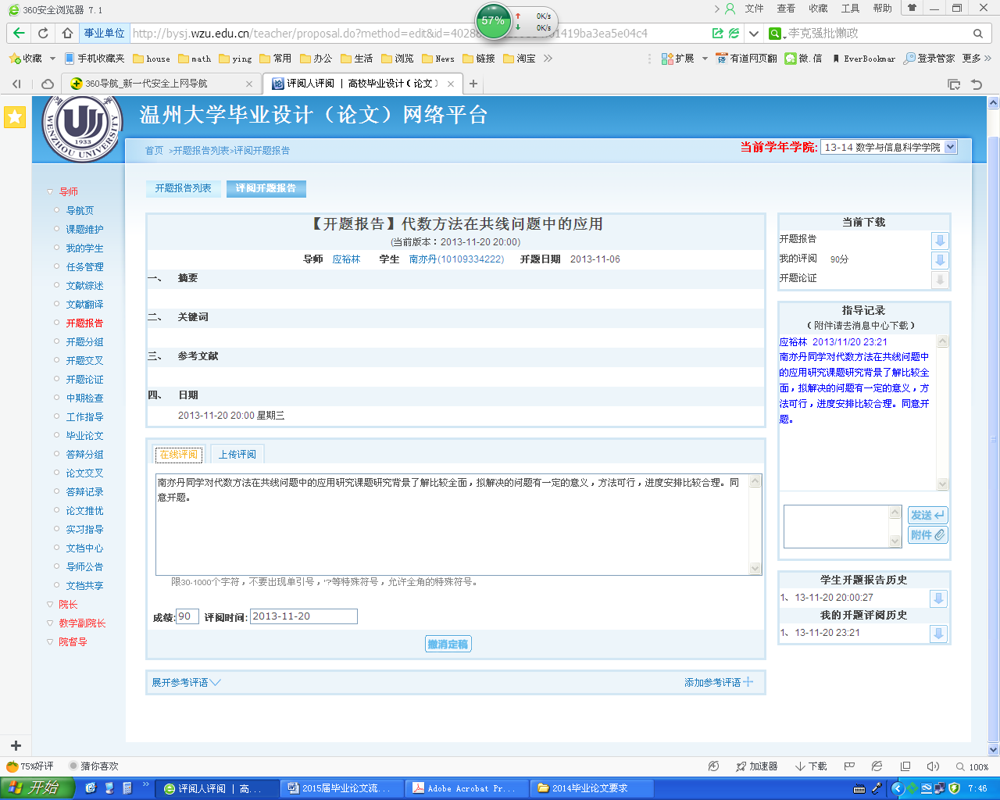 360安全浏览器 7.1
文件 查看 收藏 工具 帮助
57%
0K/s
0K/s
事业单位 http://bysj.wzu.edu.cn/teacher/proposal.do?method=edit&id=40288
01419ba3ea5e04c4
李克强批懒政
收藏 手机收藏夹 house math ying 常用 办公 生活 浏览 News 链接 淘宝 扩展 有道网页翻 微.信 EverBookmar 登录管家 更多
360导航_新一代安全上网导航
评阅人评阅 | 高校毕业设计(论文)
温州大学毕业设计（论文）网络平台
WENZHOU UNIVERSITY
1933
首页 >开题报告列表>评阅开题报告
当前学年学院: 13-14 数学与信息科学学院
开题报告列表 评阅开题报告
导师
导航页
课题维护
我的学生
任务管理
文献综述
文献翻译
开题报告
开题分组
开题交叉
开题论证
中期检查
工作指导
毕业论文
答辩分组
论文交叉
答辩记录
论文推优
实习指导
文档中心
导师公告
文档共享
院长
教学副院长
院督导
【开题报告】代数方法在共线问题中的应用
(当前版本：2013-11-20 20:00)
导师 应裕林 学生 南亦丹(10109334222) 开题日期 2013-11-06
一、 摘要
二、 关键词
三、 参考文献
四、 日期
2013-11-20 20:00 星期三
在线评阅 上传评阅
南亦丹同学对代数方法在共线问题中的应用研究课题研究背景了解比较全面，拟解决的问题有一定的意义，方法可行，进度安排比较合理。同
意开题。
限30-1000个字符，不要出现单引号，'?'等特殊符号，允许全角的特殊符号。
成绩:90 评阅时间: 2013-11-20
撤消定稿
展开参考评语 添加参考评语
当前下载
开题报告
我的评阅 90分
开题论证
指导记录
（附件请去消息中心下载）
应裕林 2013/11/20 23:21
南亦丹同学对代数方法在共线问题中
的应用研究课题研究背景了解比较全
面，拟解决的问题有一定的意义，方
法可行，进度安排比较合理。同意开
题。
发送
附件
学生开题报告历史
1、13-11-20 20:00:27
我的开题评阅历史
1、13-11-20 23:21
75%好评 猜你喜欢
加速器 下载 100%
开始 评阅人评阅 | 高... 2015届毕业论文流... Adobe Acrobat Pr... 2014毕业论文要求 7:46